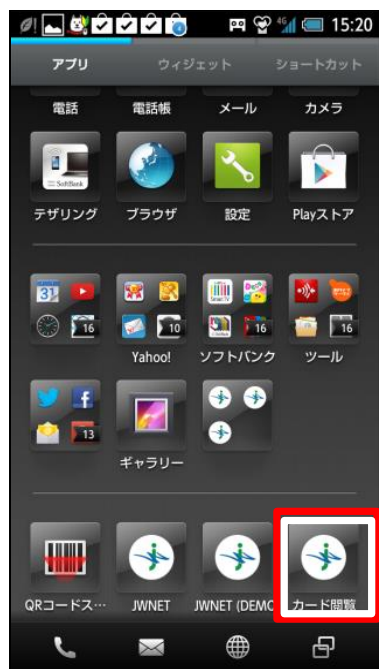 4G 15:20
アプリ ウィジェット ショートカット
電話 電話帳 メール カメラ
SoftBank
テザリング ブラウザ 設定 Playストア
31 16 10 16 16
Yahoo! ソフトバンク ツール
13
ギャラリー
QRコードス… JWNET JWNET (DEMO カード閲覧